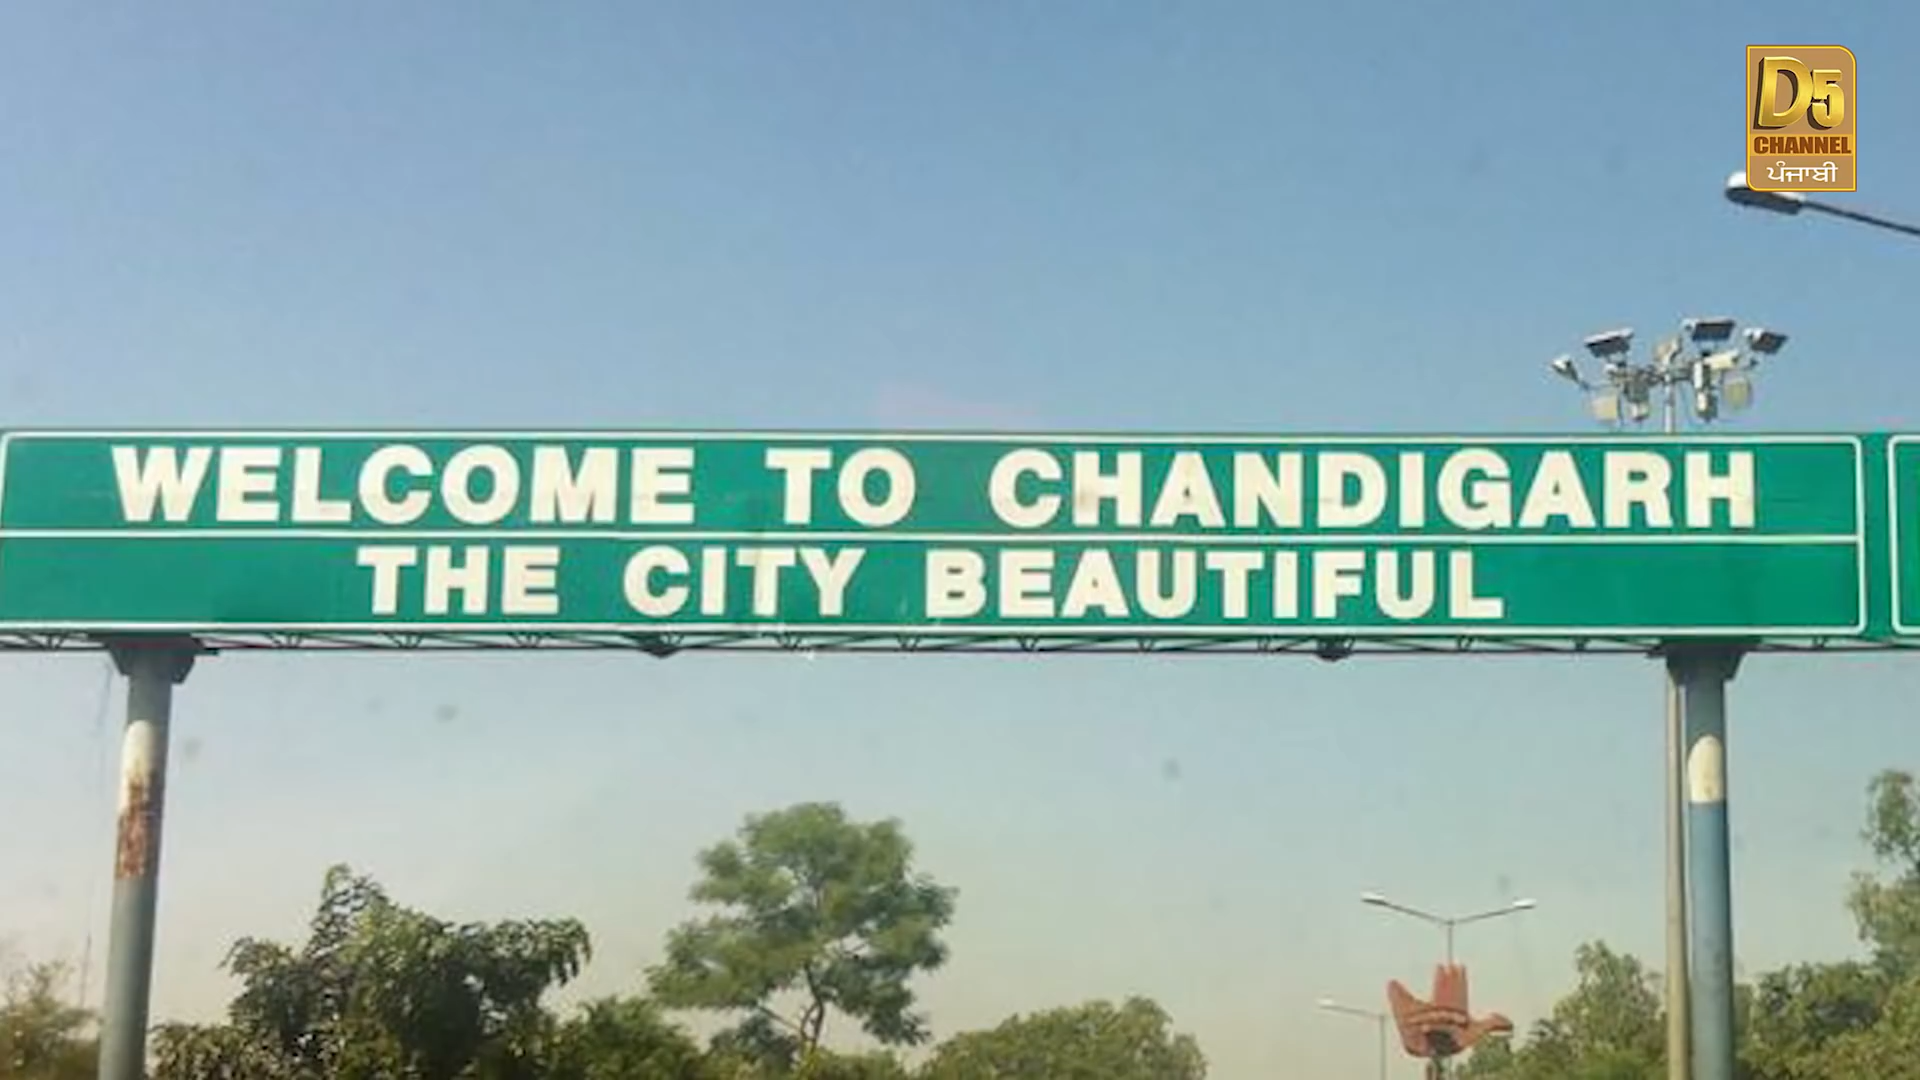 D5
CHANNEL
ਪੰਜਾਬੀ
WELCOME TO CHANDIGARH
THE CITY BEAUTIFUL